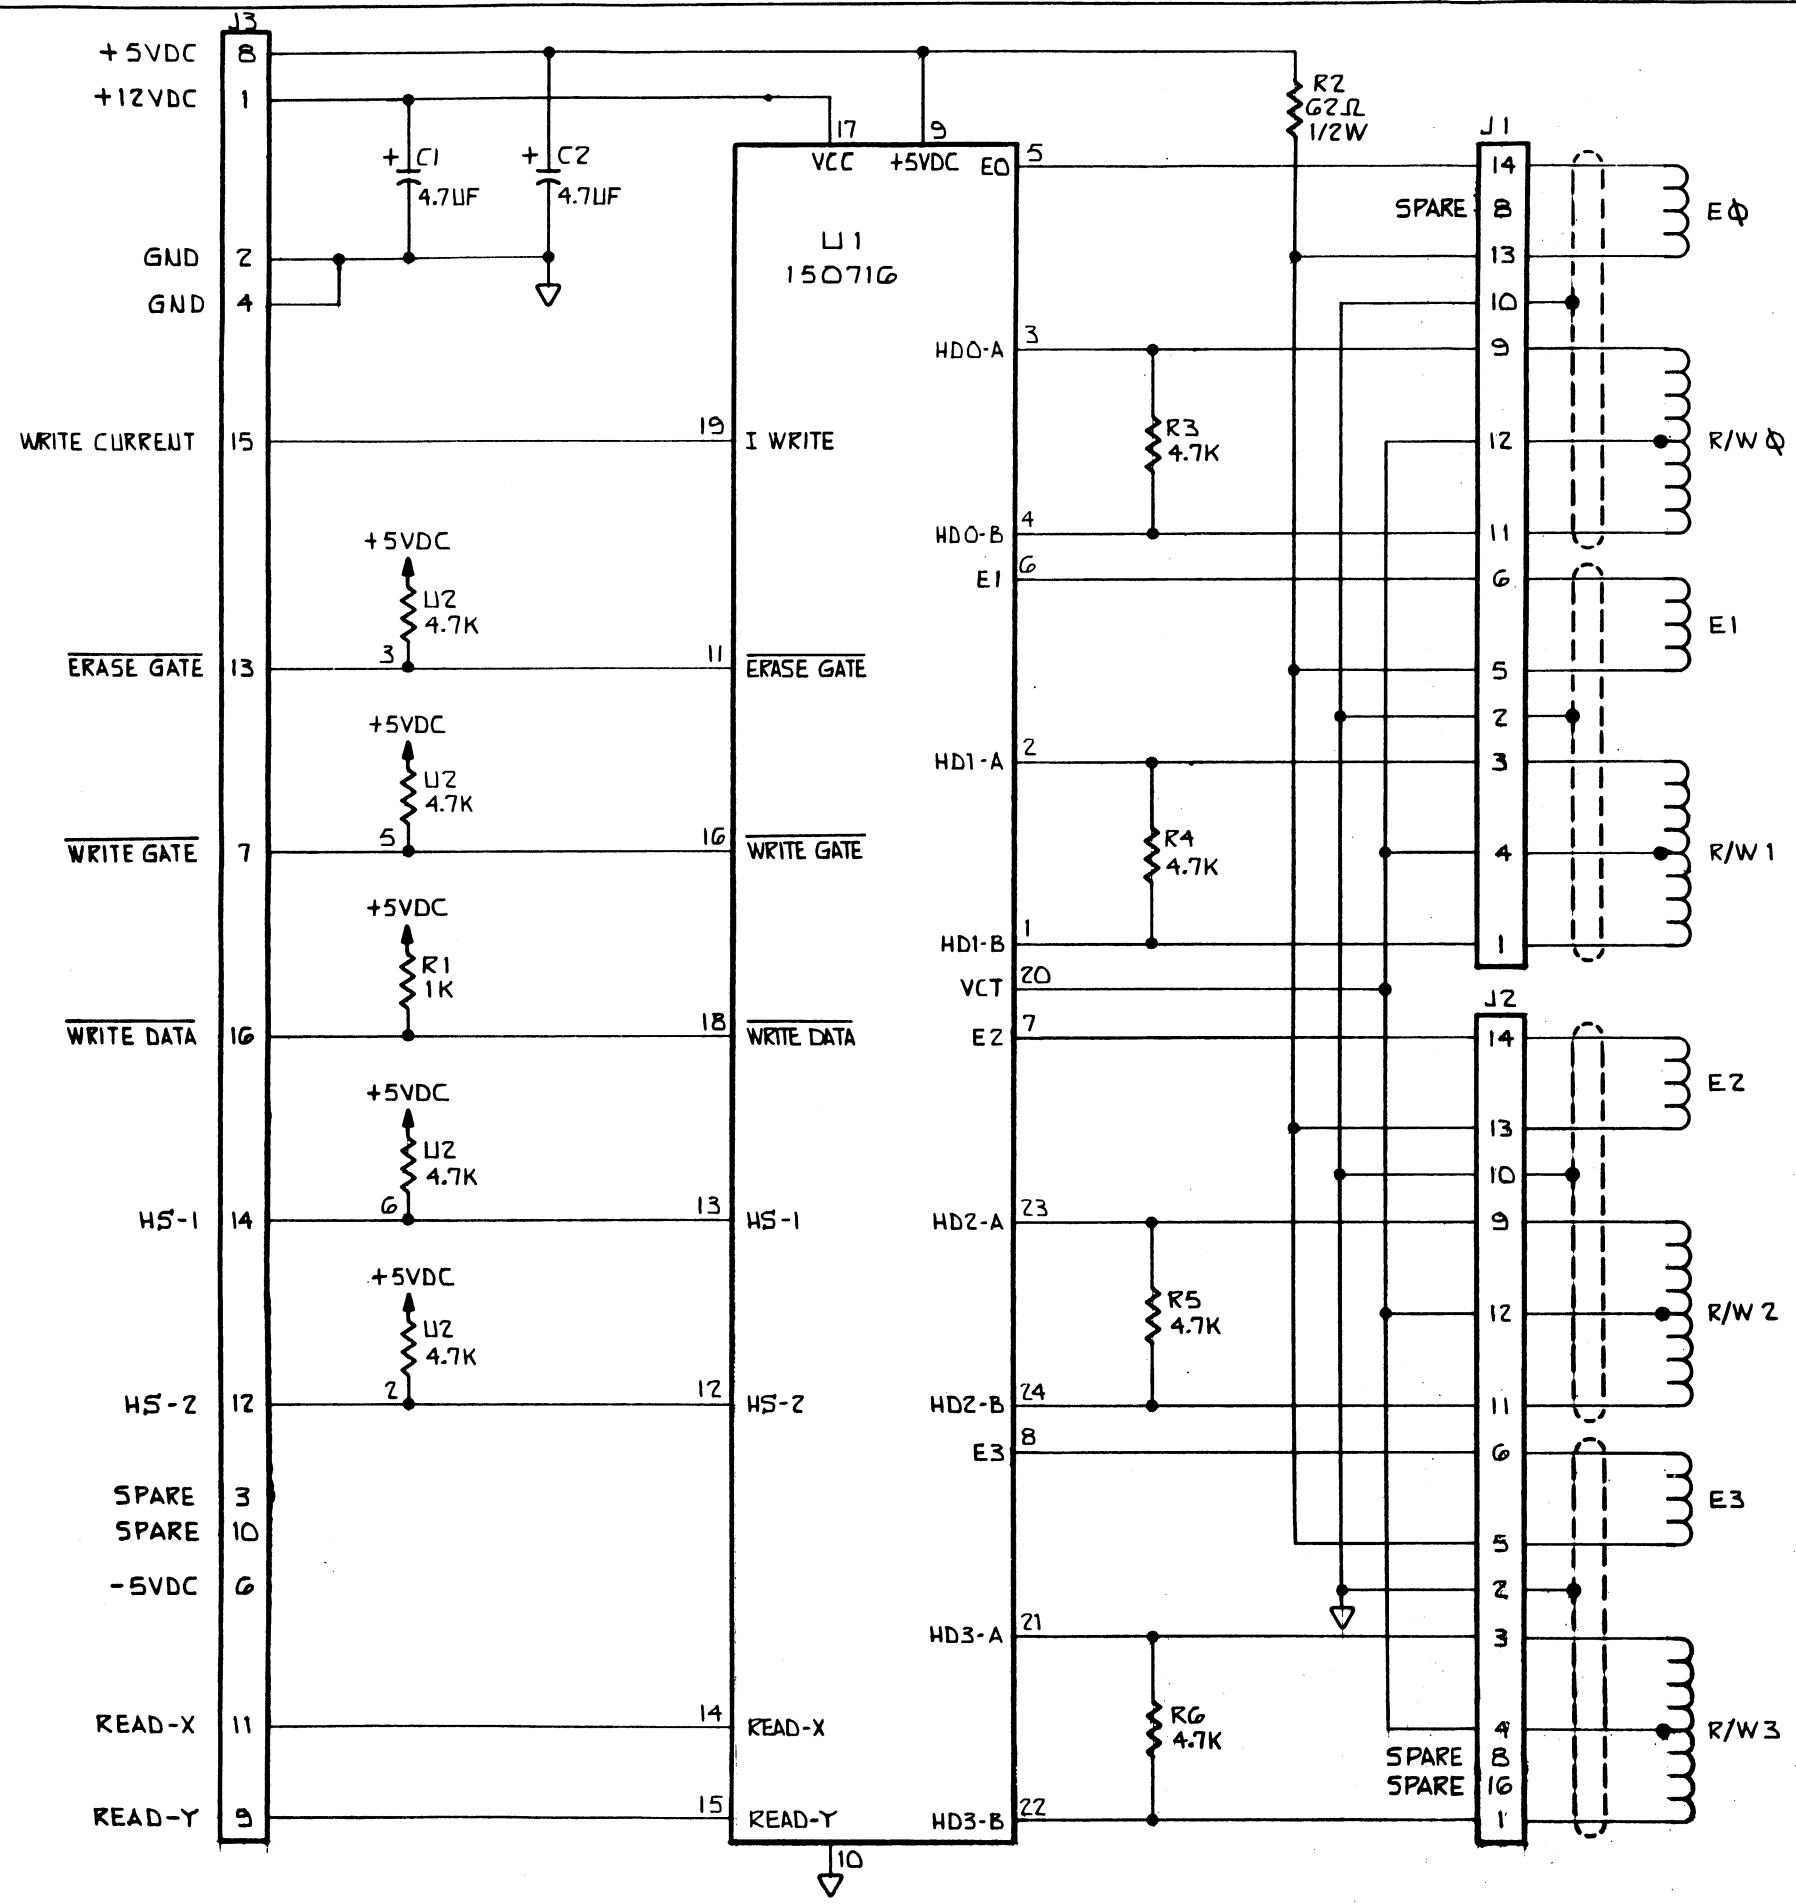 J3
+5VDC 8
+12VDC 1
R2
62Ω
1/2W
J1
17 9
VCC +5VDC E0 5 14
+ C1
4.7UF
+ C2
4.7UF
SPARE 8 EØ
U1
150716
GND 2 13
GND 4 10
HD0-A 3 9
WRITE CURRENT 15 19 I WRITE
R3
4.7K
12 R/WØ
HD0-B 4 11
+5VDC
U2
4.7K
E1 6 6
E1
ERASE GATE 13 3 11 ERASE GATE 5
+5VDC
2
U2
4.7K
HD1-A 2 3
WRITE GATE 7 5 16 WRITE GATE
R4
4.7K
4 R/W1
+5VDC
HD1-B 1 1
R1
1K
VCT 20
J2
WRITE DATA 16 18 WRITE DATA E2 7 14
+5VDC
E2
U2
4.7K
13
10
HS-1 14 6 13 HS-1 HD2-A 23 9
+5VDC
R5
4.7K
12 R/W2
U2
4.7K
HS-2 12 2 12 HS-2 HD2-B 24 11
E3 8 6
SPARE 3 E3
SPARE 10 5
-5VDC 6 2
HD3-A 21 3
READ-X 11 14 READ-X
R6
4.7K
4 R/W3
SPARE 8
SPARE 16
READ-Y 9 15 READ-Y HD3-B 22 1
10